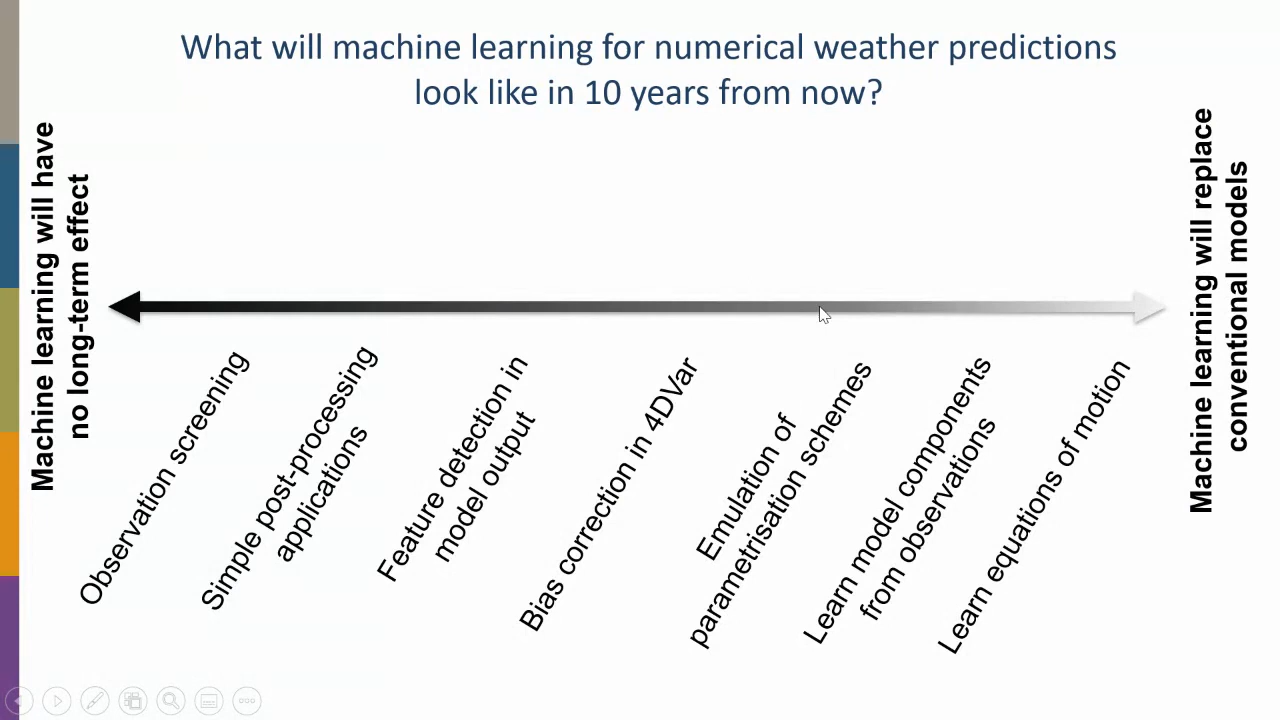 What will machine learning for numerical weather predictions
look like in 10 years from now?
Machine learning will have
no long-term effect
Machine learning will replace
conventional models
Observation screening
Simple post-processing
applications
Feature detection in
model output
Bias correction in 4DVar
Emulation of
parametrisation schemes
Learn model components
from observations
Learn equations of motion